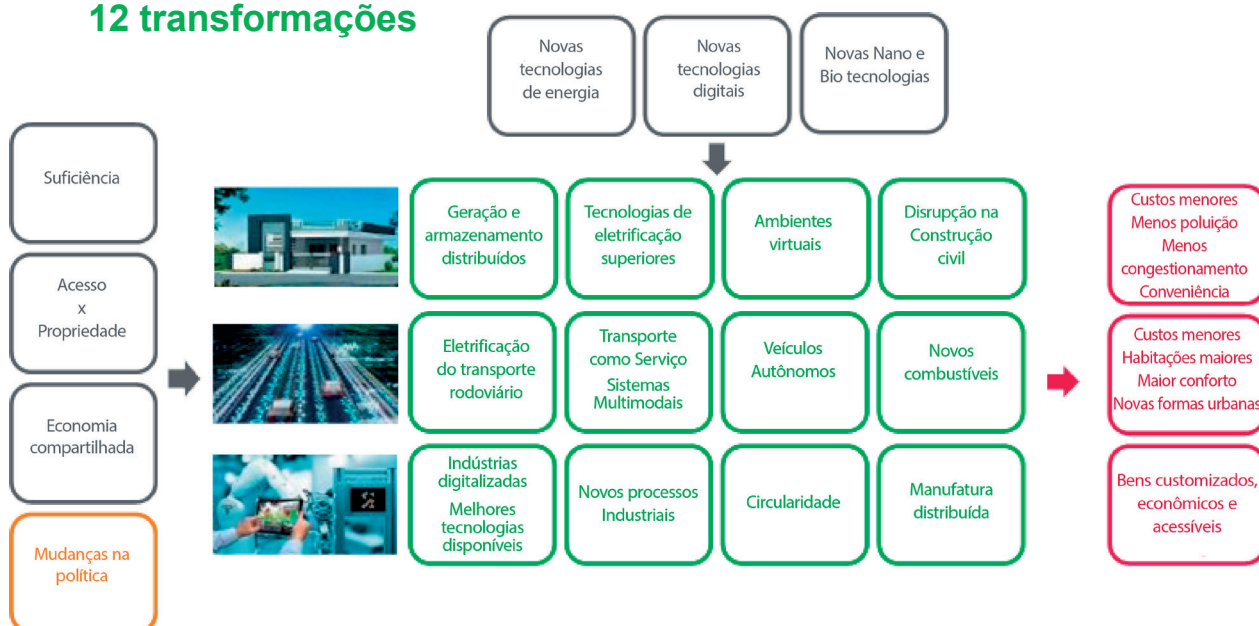 12 transformações
Novas
tecnologias
de energia
Novas
tecnologias
digitais
Novas Nano e
Bio tecnologias
Suficiência
Acesso
x
Propriedade
Economia
compartilhada
Mudanças na
política
Geração e
armazenamento
distribuídos
Tecnologias de
eletrificação
superiores
Ambientes
virtuais
Disrupção na
Construção
civil
Eletrificação
do transporte
rodoviário
Transporte
como Serviço
Sistemas
Multimodais
Veículos
Autônomos
Novos
combustíveis
Indústrias
digitalizadas
Melhores
tecnologias
disponíveis
Novos processos
Industriais
Circularidade
Manufatura
distribuída
Custos menores
Menos poluição
Menos
congestionamento
Conveniência
Custos menores
Habitações maiores
Maior conforto
Novas formas urbanas
Bens customizados,
econômicos e
acessíveis